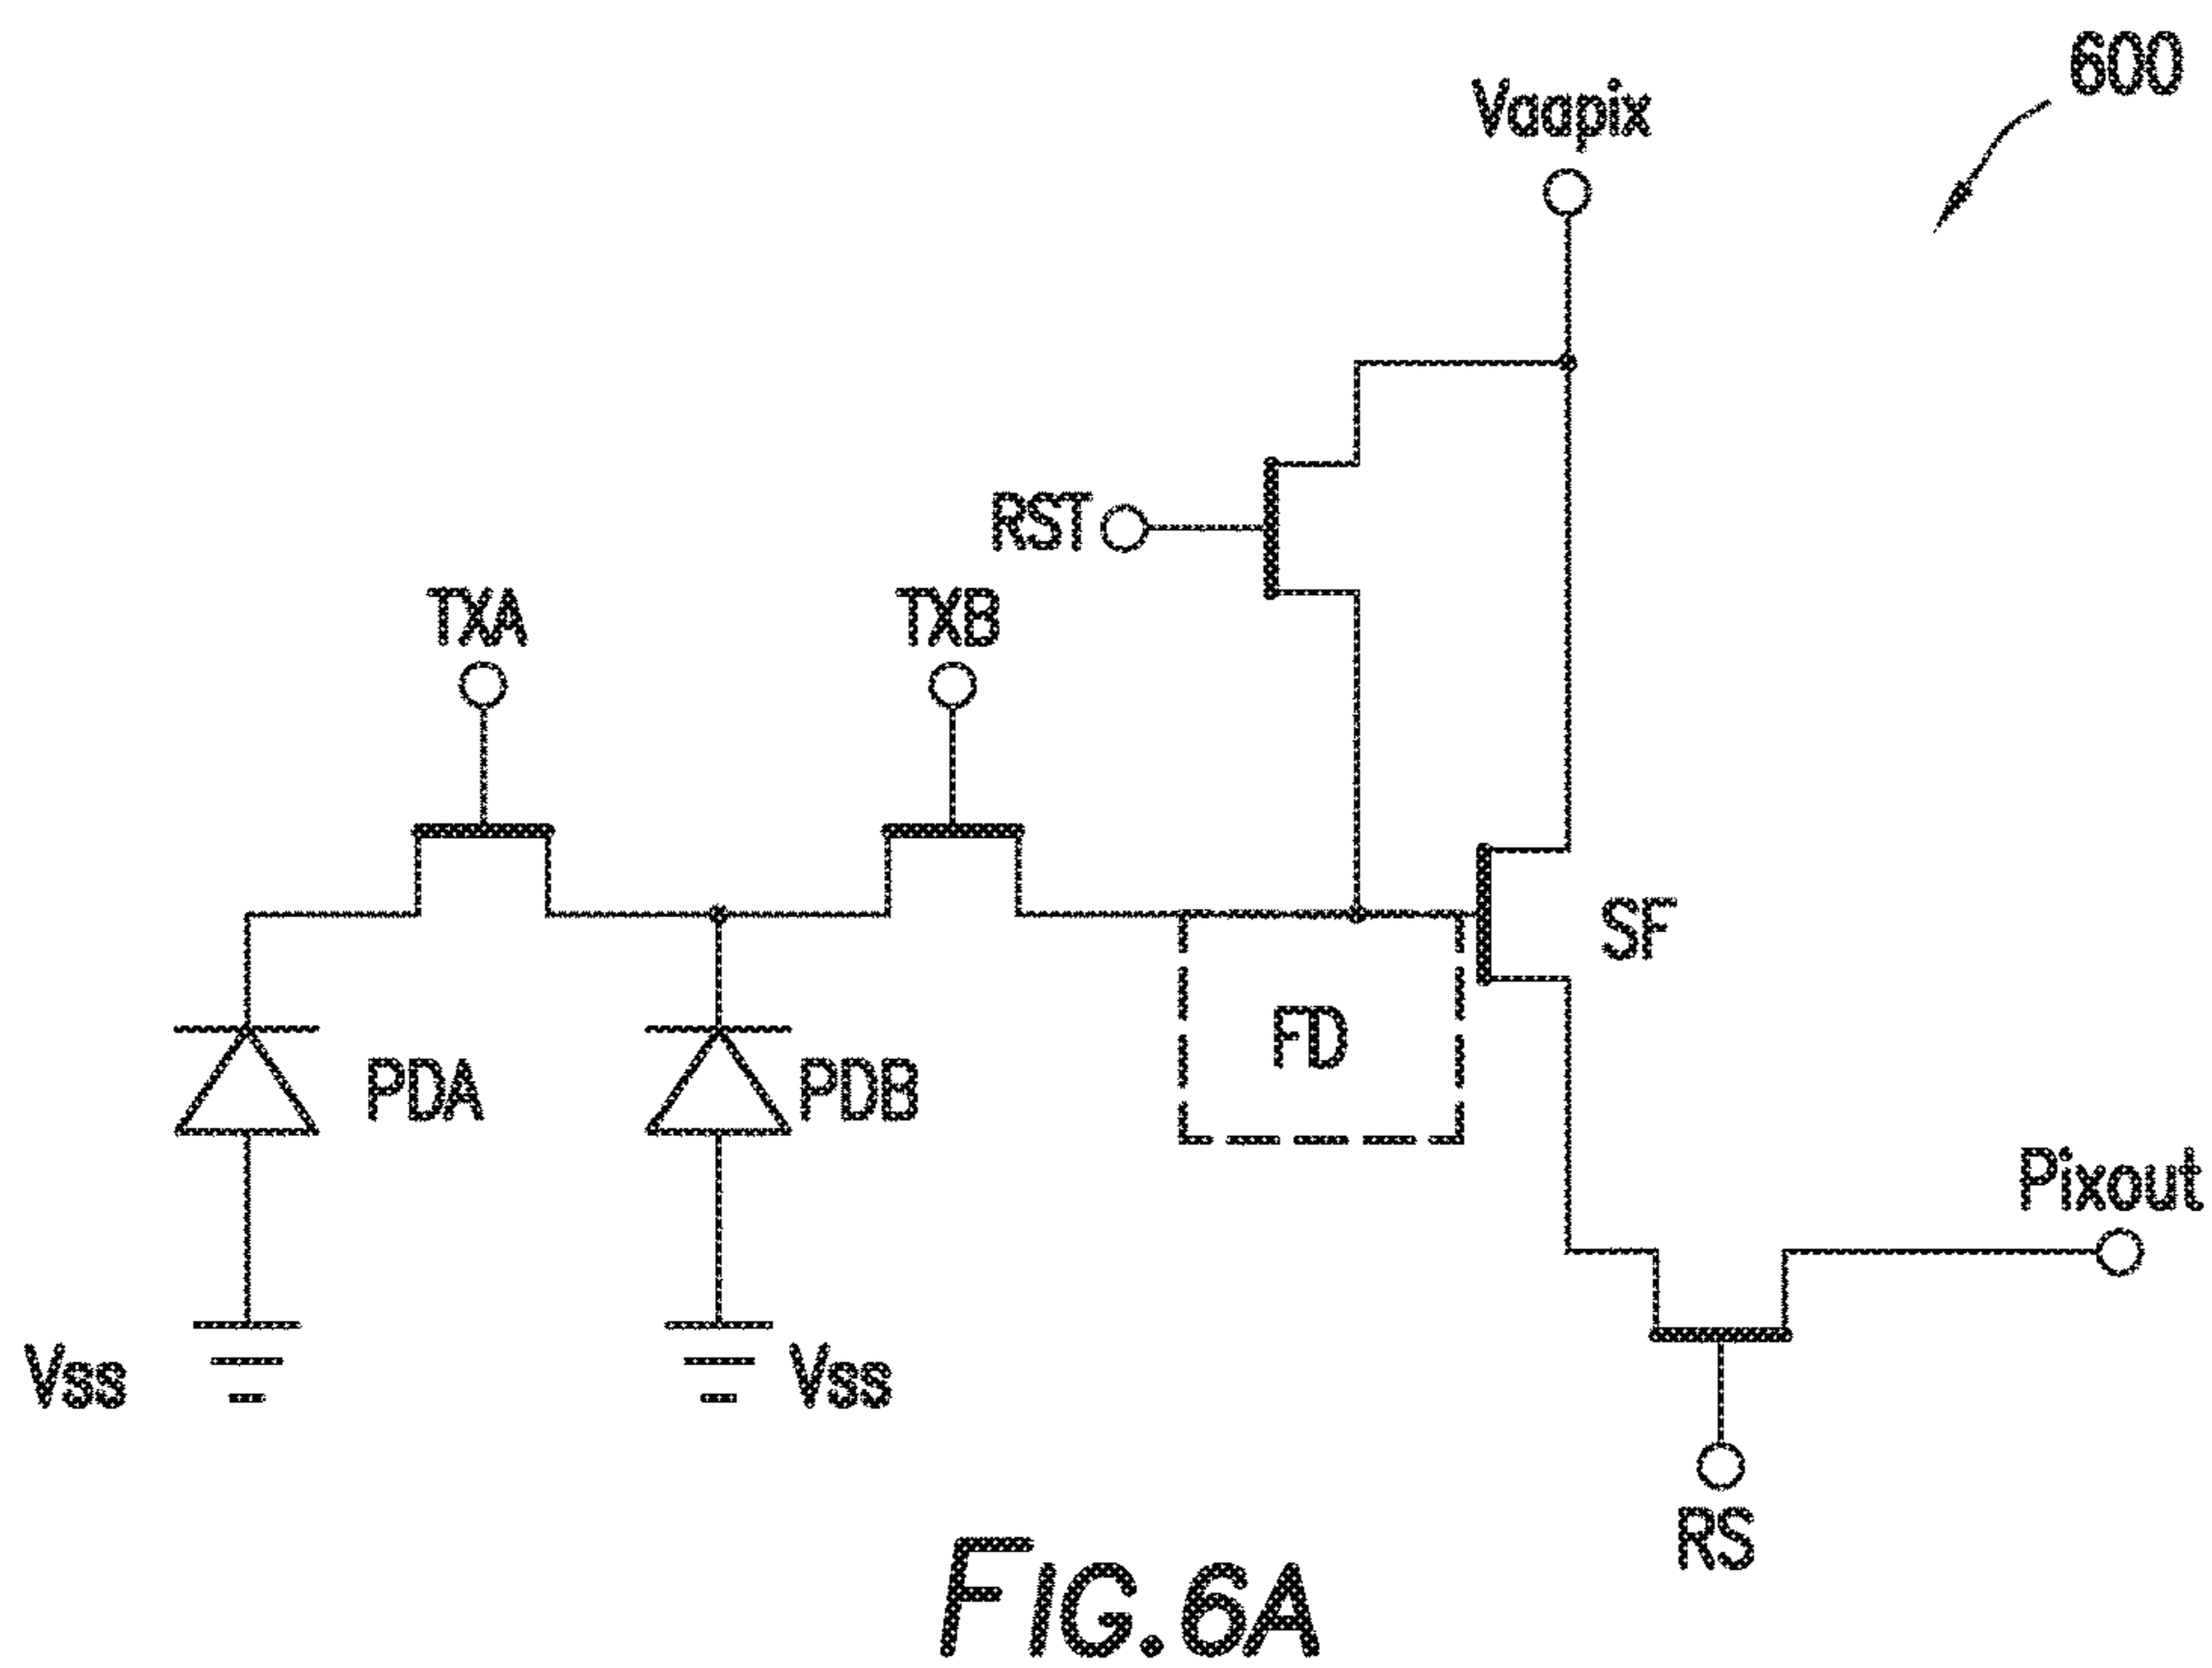 600
Vaapix
RST
TXA
TXB
SF
FD
PDA
PDB
Pixout
Vss
Vss
RS
FIG.6A